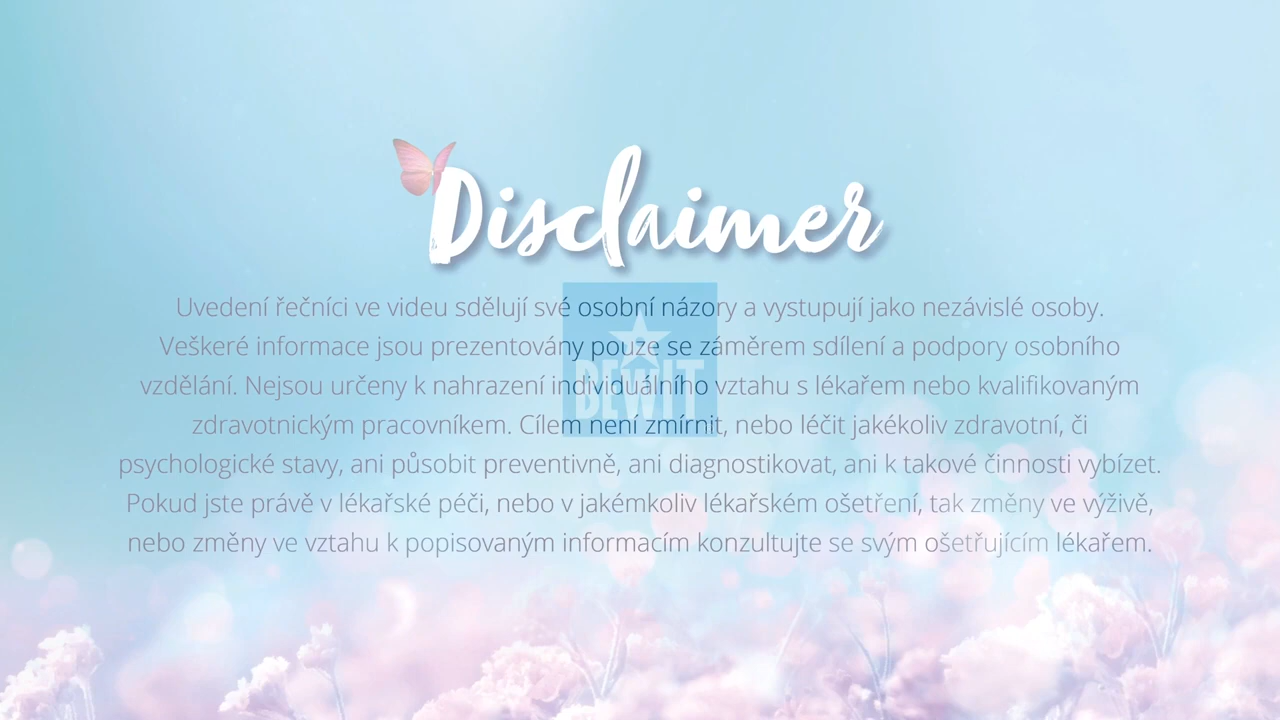 Disclaimer
Uvedení řečníci ve videu sdělují své osobní názory a vystupují jako nezávislé osoby.
Veškeré informace jsou prezentovány pouze se záměrem sdílení a podpory osobního
vzdělání. Nejsou určeny k nahrazení individuálního vztahu s lékařem nebo kvalifikovaným
zdravotnickým pracovníkem. Cílem není zmírnit, nebo léčit jakékoliv zdravotní, či
psychologické stavy, ani působit preventivně, ani diagnostikovat, ani k takové činnosti vybízet.
Pokud jste právě v lékařské péči, nebo v jakémkoliv lékařském ošetření, tak změny ve výživě,
nebo změny ve vztahu k popisovaným informacím konzultujte se svým ošetřujícím lékařem.
BEWIT